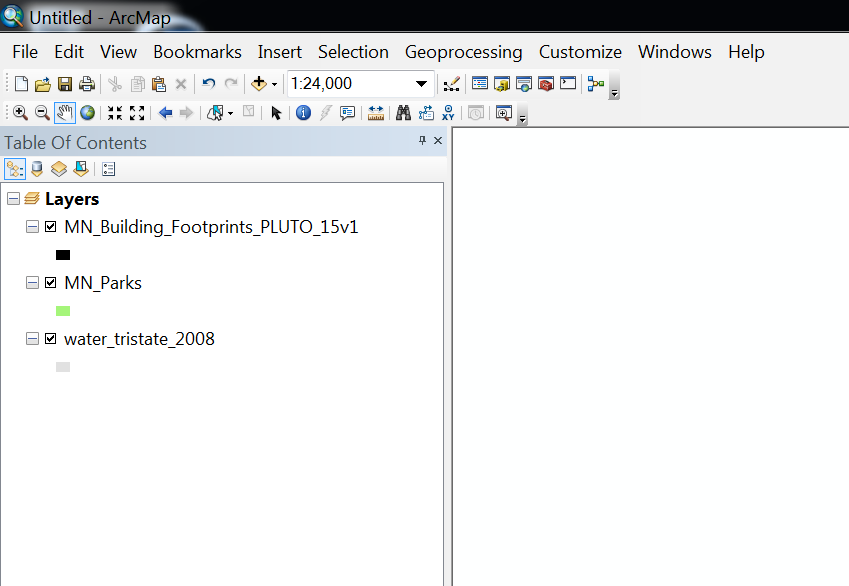 Untitled - ArcMap
File Edit View Bookmarks Insert Selection Geoprocessing Customize Windows Help
1:24,000
XY
Table Of Contents
Layers
MN_Building_Footprints_PLUTO_15v1
MN_Parks
water_tristate_2008